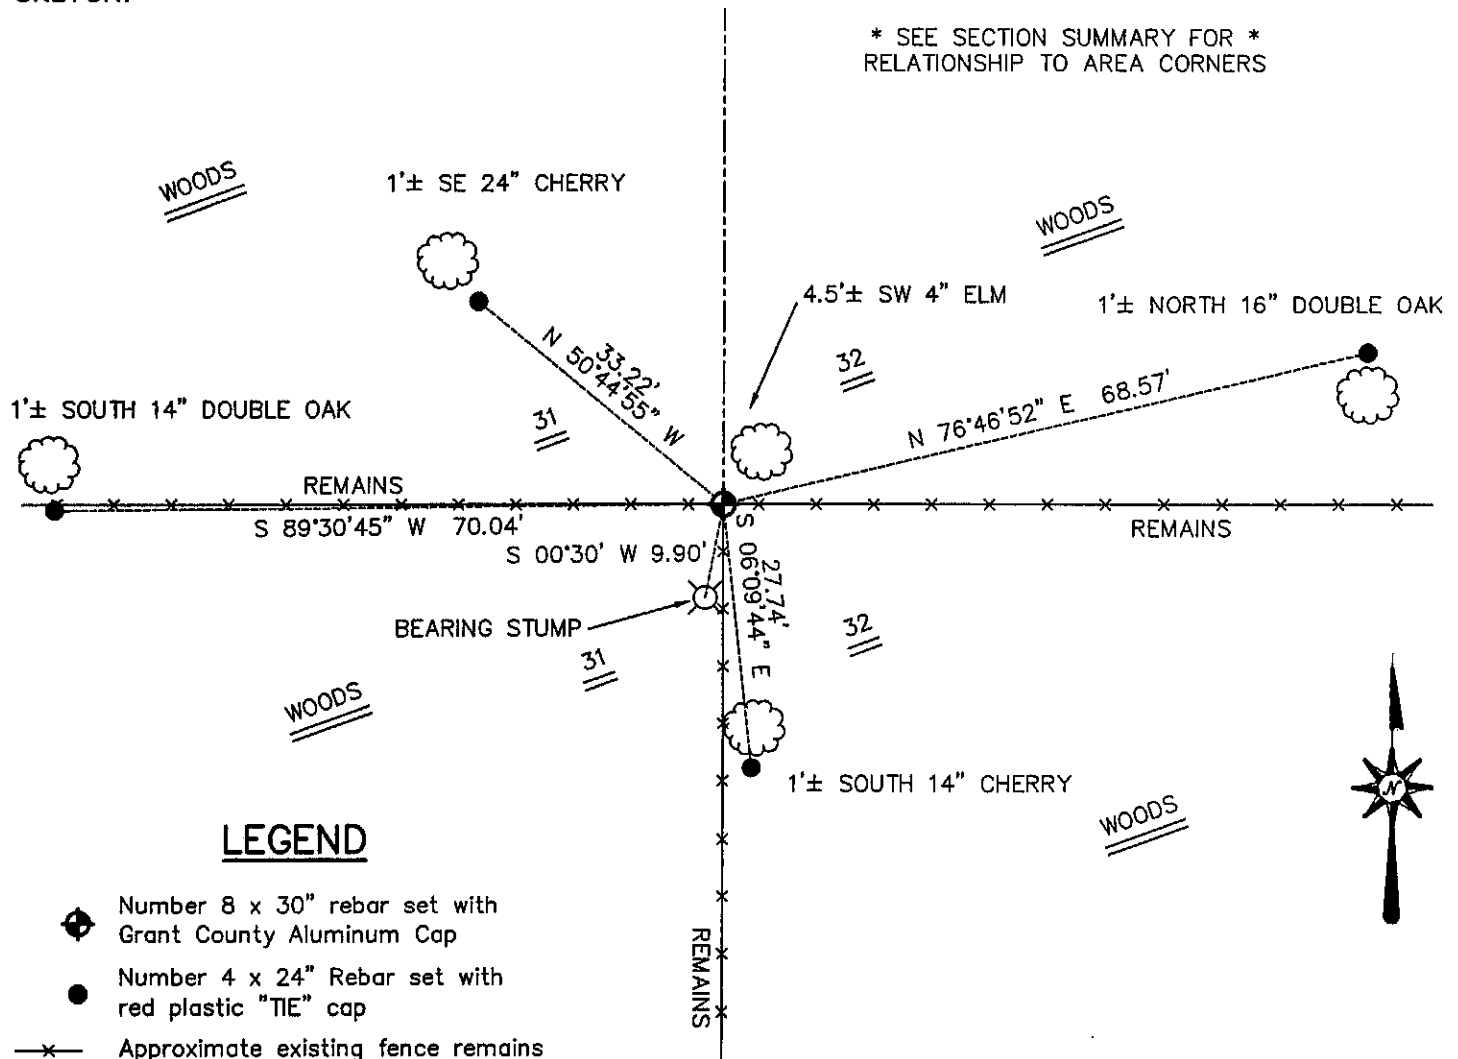 * SEE SECTION SUMMARY FOR *
RELATIONSHIP TO AREA CORNERS
WOODS
1'± SE 24" CHERRY
WOODS
4.5'± SW 4" ELM
1'± NORTH 16" DOUBLE OAK
33.22'
N 50°44'55" W
32
1'± SOUTH 14" DOUBLE OAK
31
N 76°46'52" E 68.57'
REMAINS
S 89°30'45" W 70.04'
REMAINS
S 00°30' W 9.90'
27.74'
S 06°09'44" E
BEARING STUMP
31
32
WOODS
1'± SOUTH 14" CHERRY
WOODS
N
LEGEND
Number 8 x 30" rebar set with
Grant County Aluminum Cap
Number 4 x 24" Rebar set with
red plastic "TIE" cap
Approximate existing fence remains
REMAINS